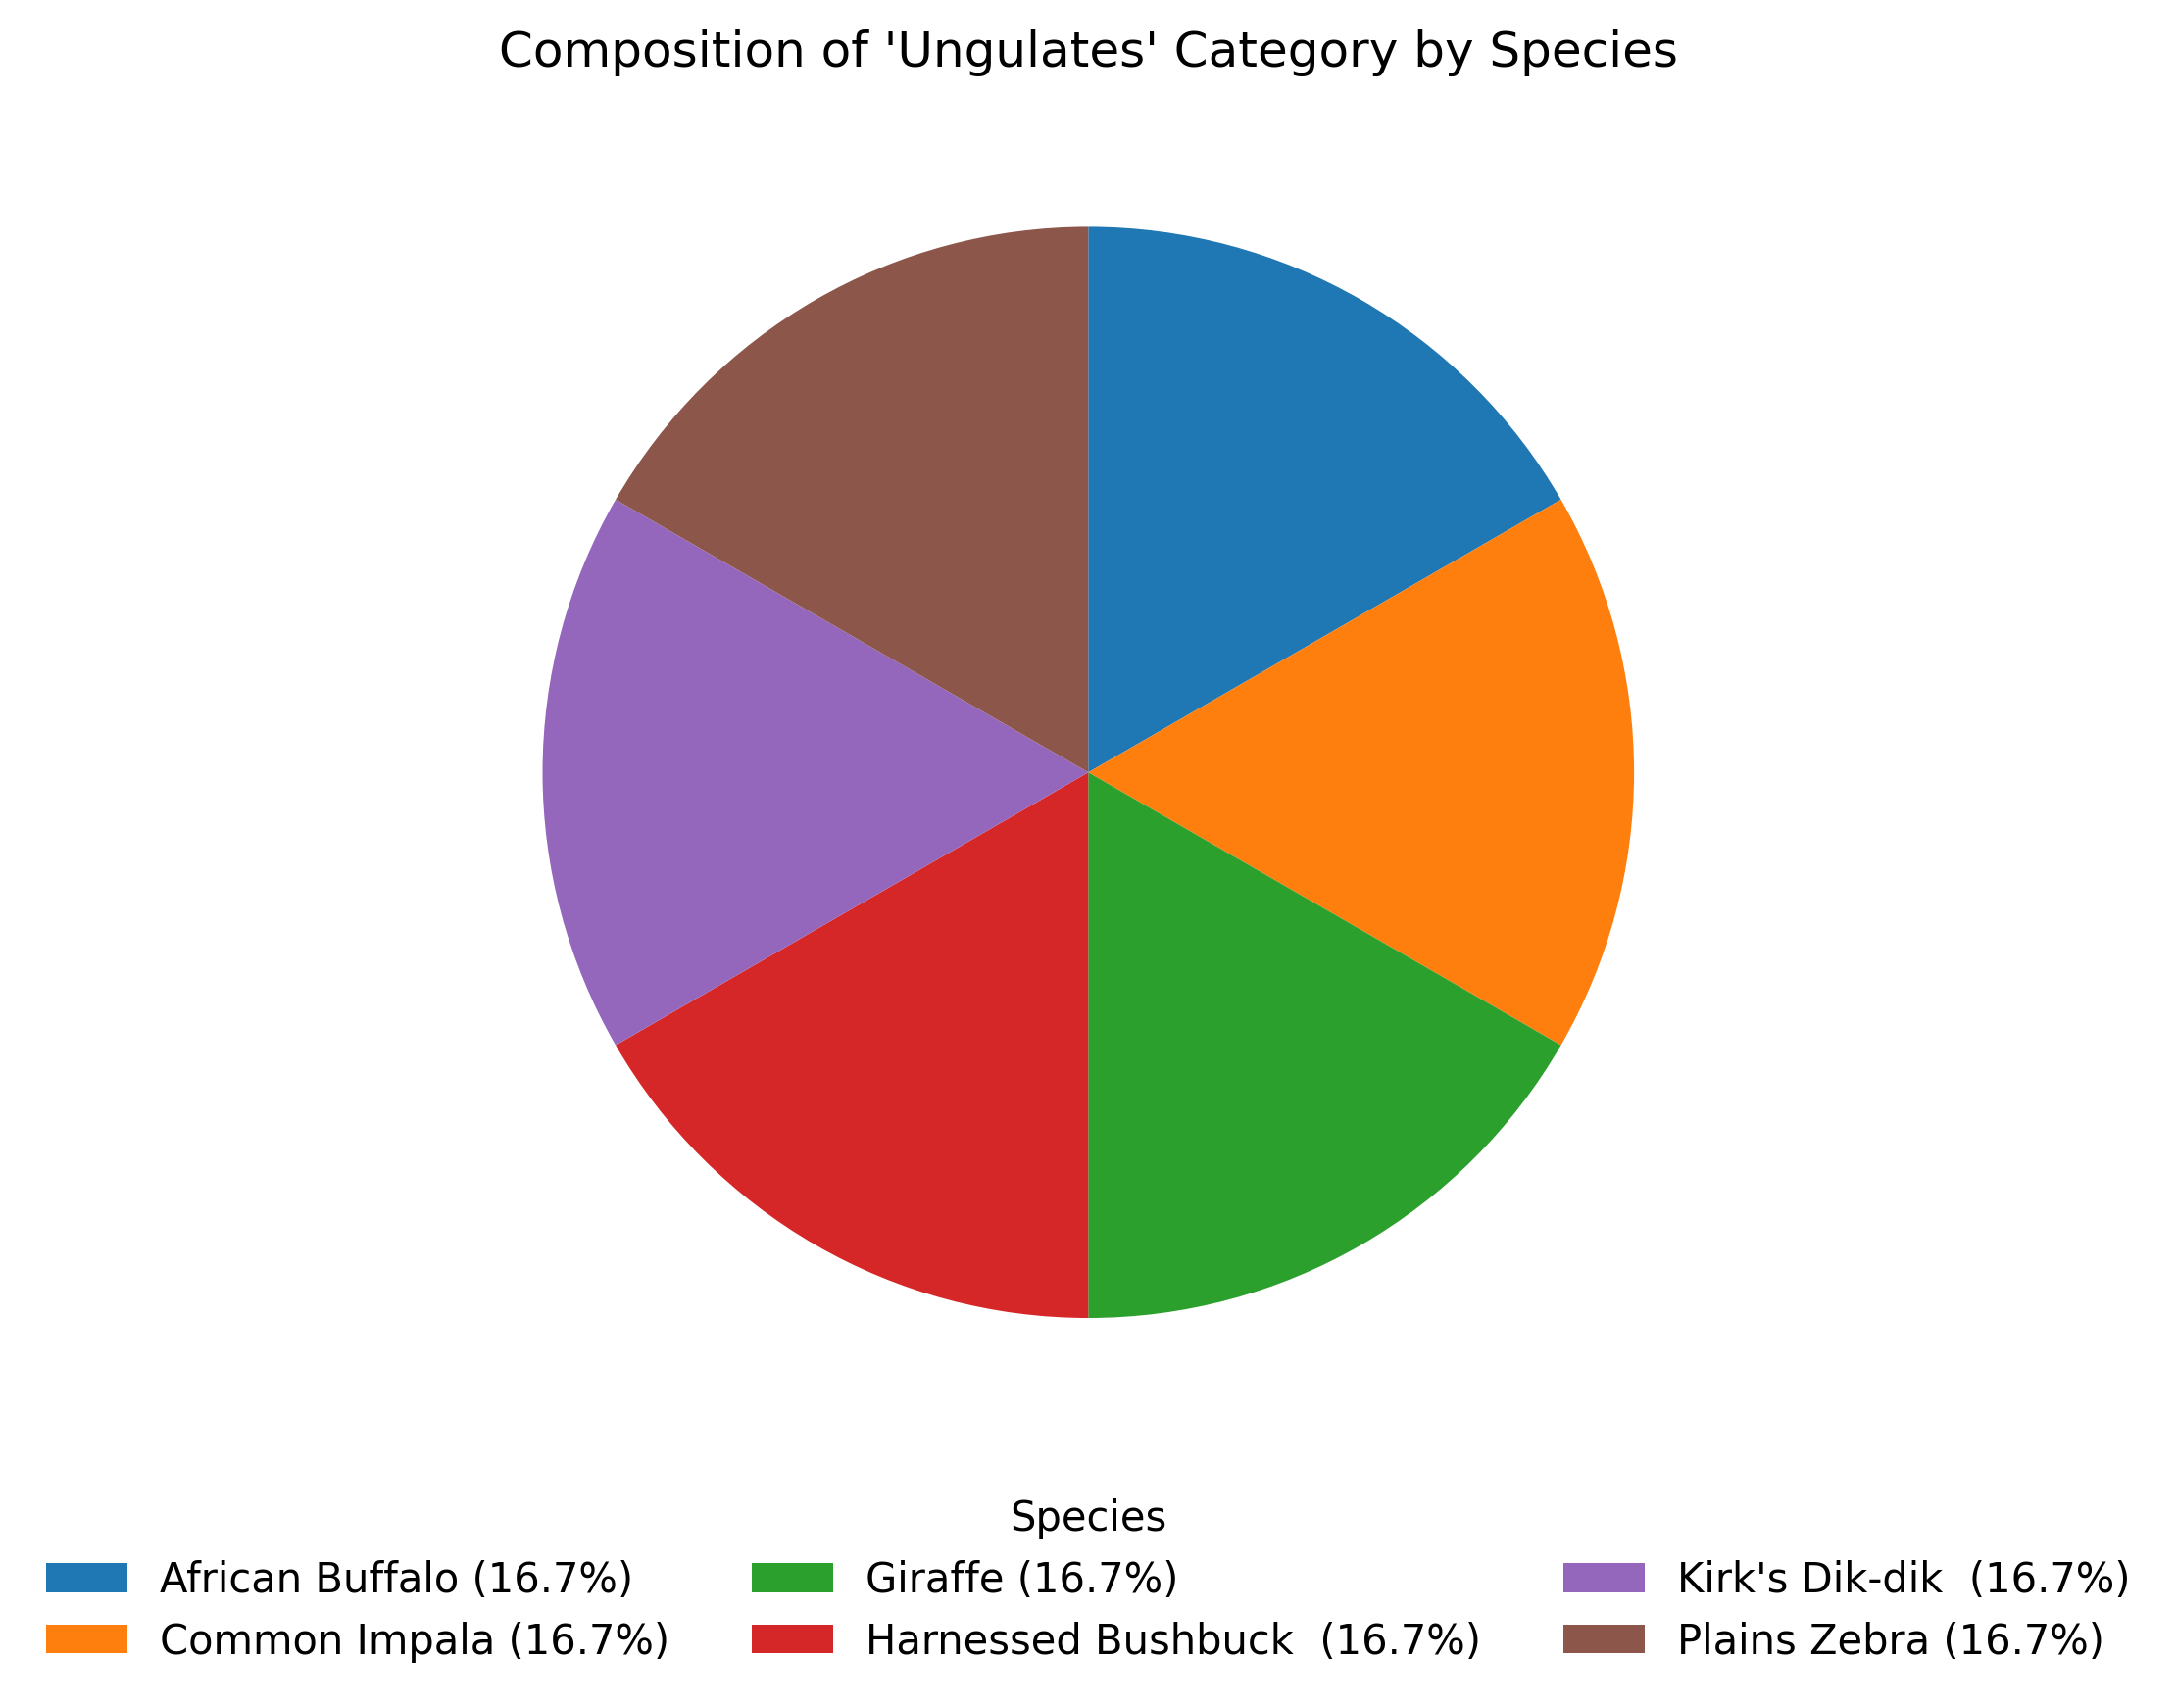 Composition of 'Ungulates' Category by Species
Species
African Buffalo (16.7%)
Common Impala (16.7%)
Giraffe (16.7%)
Harnessed Bushbuck  (16.7%)
Kirk's Dik-dik  (16.7%)
Plains Zebra (16.7%)